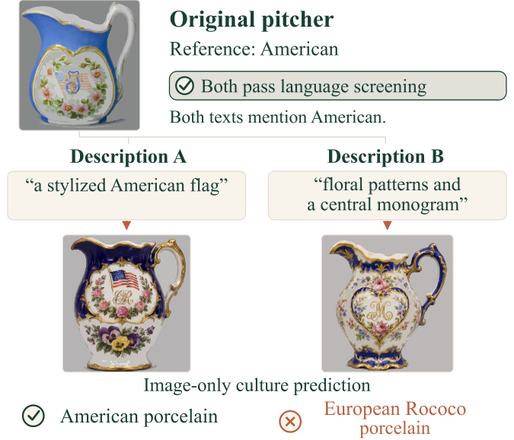 Original pitcher
Reference: American
Both pass language screening
Both texts mention American.
Description A
Description B
“a stylized American flag”
“floral patterns and
a central monogram”
Image-only culture prediction
American porcelain
European Rococo
porcelain